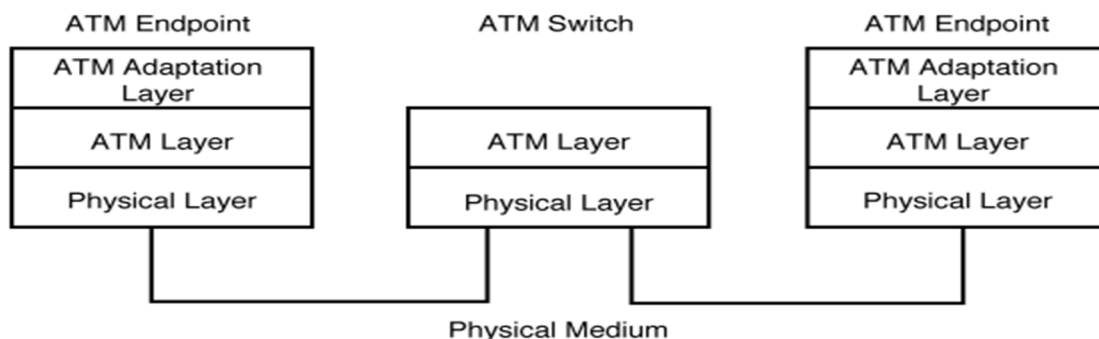 ATM Endpoint
ATM Switch
ATM Endpoint
ATM Adaptation
Layer
ATM Layer
Physical Layer
ATM Layer
Physical Layer
ATM Adaptation
Layer
ATM Layer
Physical Layer
Physical Medium